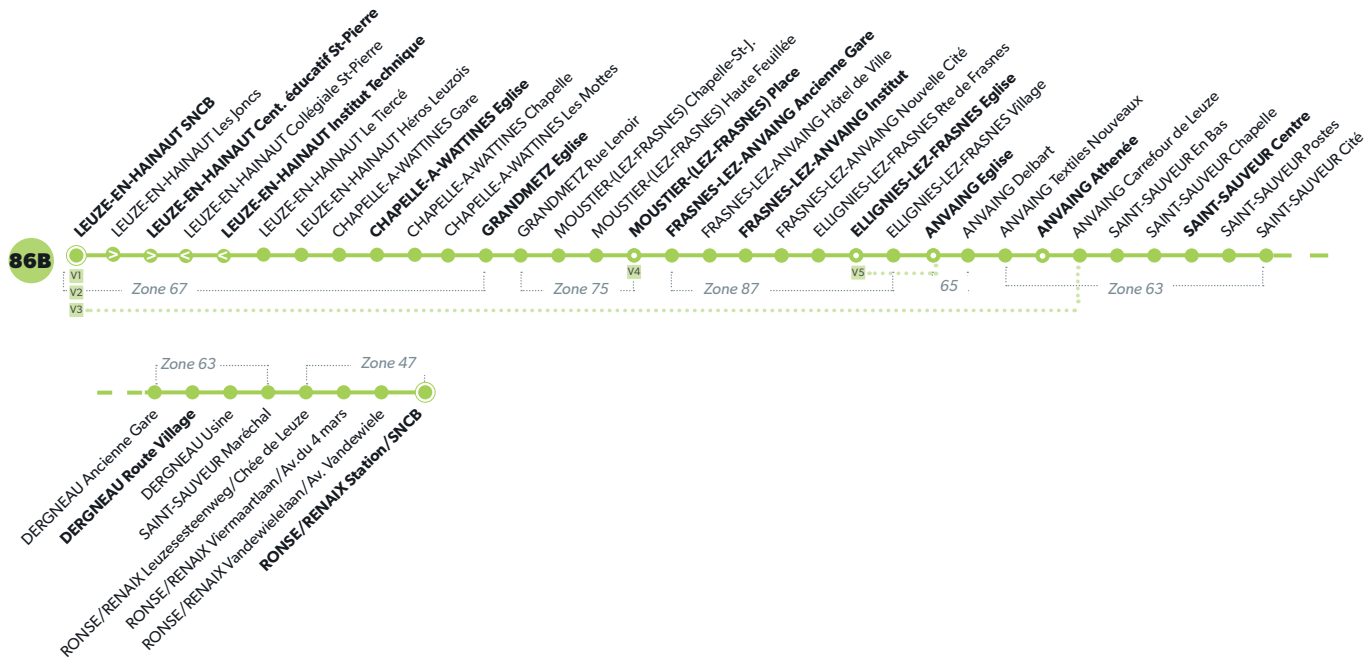 LEUZE-EN-HAINAUT SNCB
LEUZE-EN-HAINAUT Les Joncs
LEUZE-EN-HAINAUT Cent. éducatif St-Pierre
LEUZE-EN-HAINAUT Collégiale St-Pierre
LEUZE-EN-HAINAUT Institut Technique
LEUZE-EN-HAINAUT Le Tiercé
LEUZE-EN-HAINAUT Héros Leuzois
CHAPELLE-A-WATTINES Gare
CHAPELLE-A-WATTINES Eglise
CHAPELLE-A-WATTINES Chapelle
CHAPELLE-A-WATTINES Les Mottes
GRANDMETZ Eglise
GRANDMETZ Rue Lenoir
MOUSTIER-(LEZ-FRASNES) Chapelle-St-J.
MOUSTIER-(LEZ-FRASNES) Haute Feuillée
MOUSTIER-(LEZ-FRASNES) Place
FRASNES-LEZ-ANVAING Ancienne Gare
FRASNES-LEZ-ANVAING Hôtel de Ville
FRASNES-LEZ-ANVAING Institut
FRASNES-LEZ-ANVAING Nouvelle Cité
ELLIGNIES-LEZ-FRASNES Rte de Frasnes
ELLIGNIES-LEZ-FRASNES Eglise
ELLIGNIES-LEZ-FRASNES Village
ANVAING Eglise
ANVAING Delbart
ANVAING Textiles Nouveaux
ANVAING Athenée
ANVAING Carrefour de Leuze
SAINT-SAUVEUR En Bas
SAINT-SAUVEUR Chapelle
SAINT-SAUVEUR Centre
SAINT-SAUVEUR Postes
SAINT-SAUVEUR Cité
86B
V1
V2
V3
V4
V5
Zone 67
Zone 75
Zone 87
65
Zone 63
Zone 63
Zone 47
DERGNEAU Ancienne Gare
DERGNEAU Route Village
DERGNEAU Usine
SAINT-SAUVEUR Maréchal
RONSE/RENAIX Leuzesesteenweg/Chée de Leuze
RONSE/RENAIX Viermaartlaan/Av.du 4 mars
RONSE/RENAIX Vandewielelaan/Av. Vandewiele
RONSE/RENAIX Station/SNCB